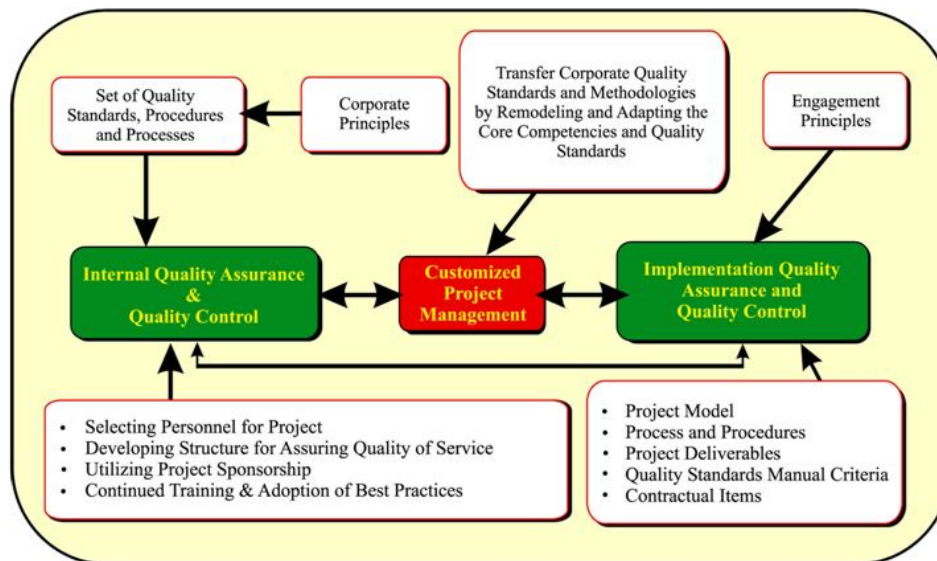 Set of Quality
Standards, Procedures
and Processes
Corporate
Principles
Transfer Corporate Quality
Standards and Methodologies
by Remodeling and Adapting the
Core Competencies and Quality
Standards
Engagement
Principles
Internal Quality Assurance
&
Quality Control
Customized
Project
Management
Implementation Quality
Assurance and
Quality Control
• Selecting Personnel for Project
• Developing Structure for Assuring Quality of Service
• Utilizing Project Sponsorship
• Continued Training & Adoption of Best Practices
• Project Model
• Process and Procedures
• Project Deliverables
• Quality Standards Manual Criteria
• Contractual Items